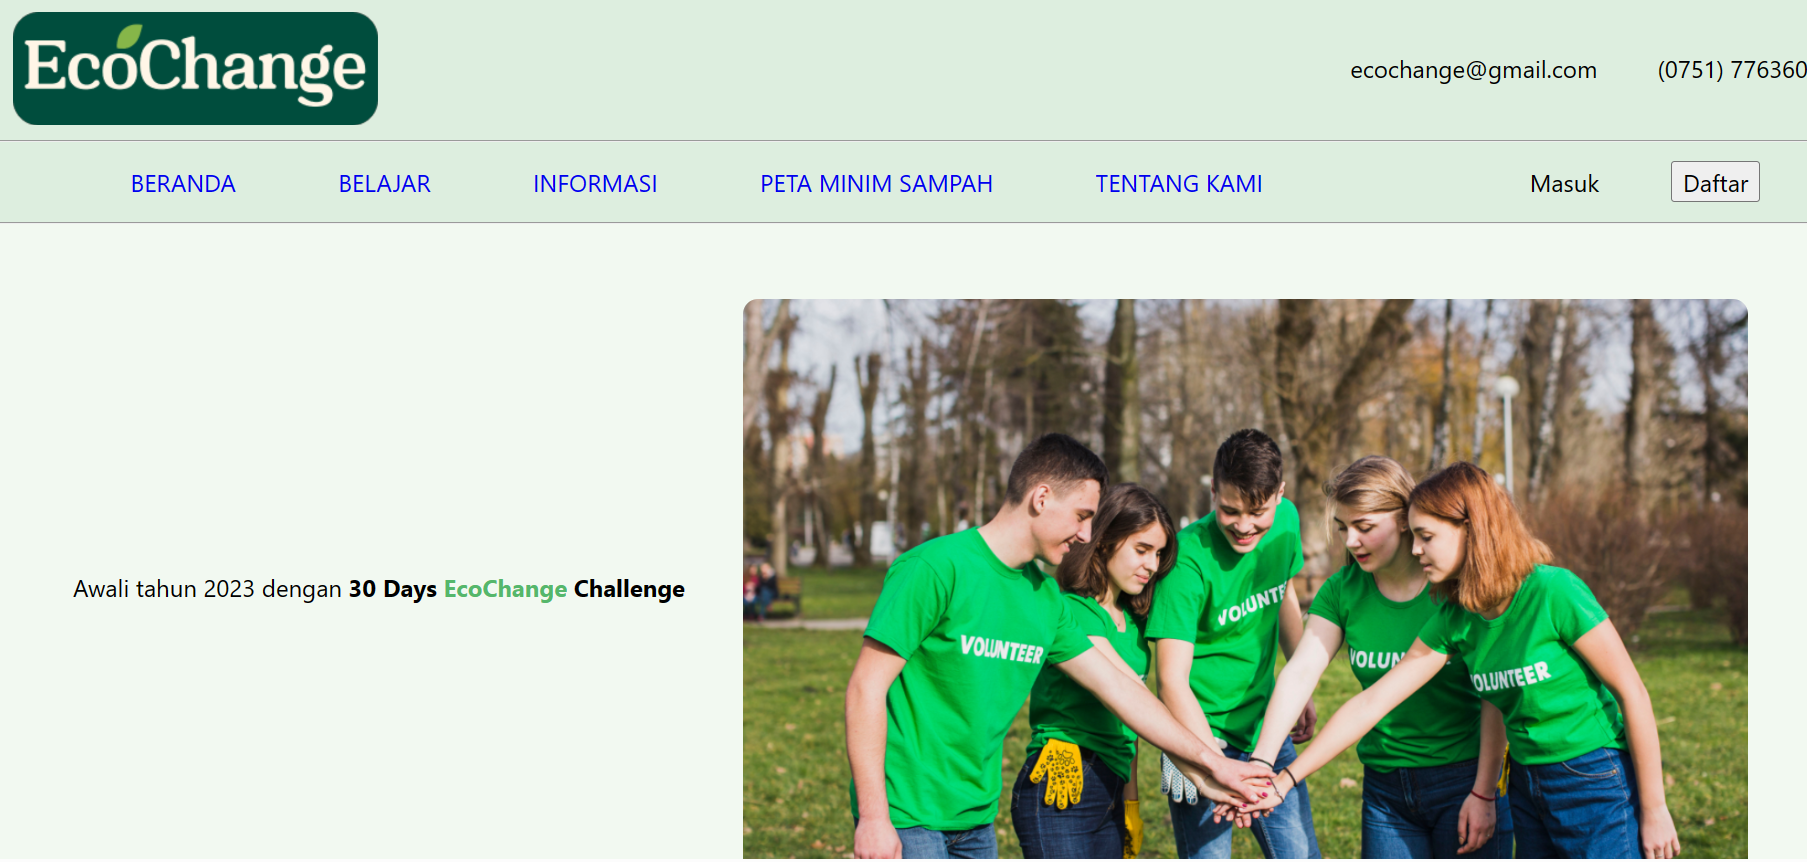 EcoChange
ecochange@gmail.com (0751) 776360
BERANDA BELAJAR INFORMASI PETA MINIM SAMPAH TENTANG KAMI Masuk Daftar
Awali tahun 2023 dengan 30 Days EcoChange Challenge
VOLUNTEER
VOLUNTE
VOLUN
VOLUNTEER